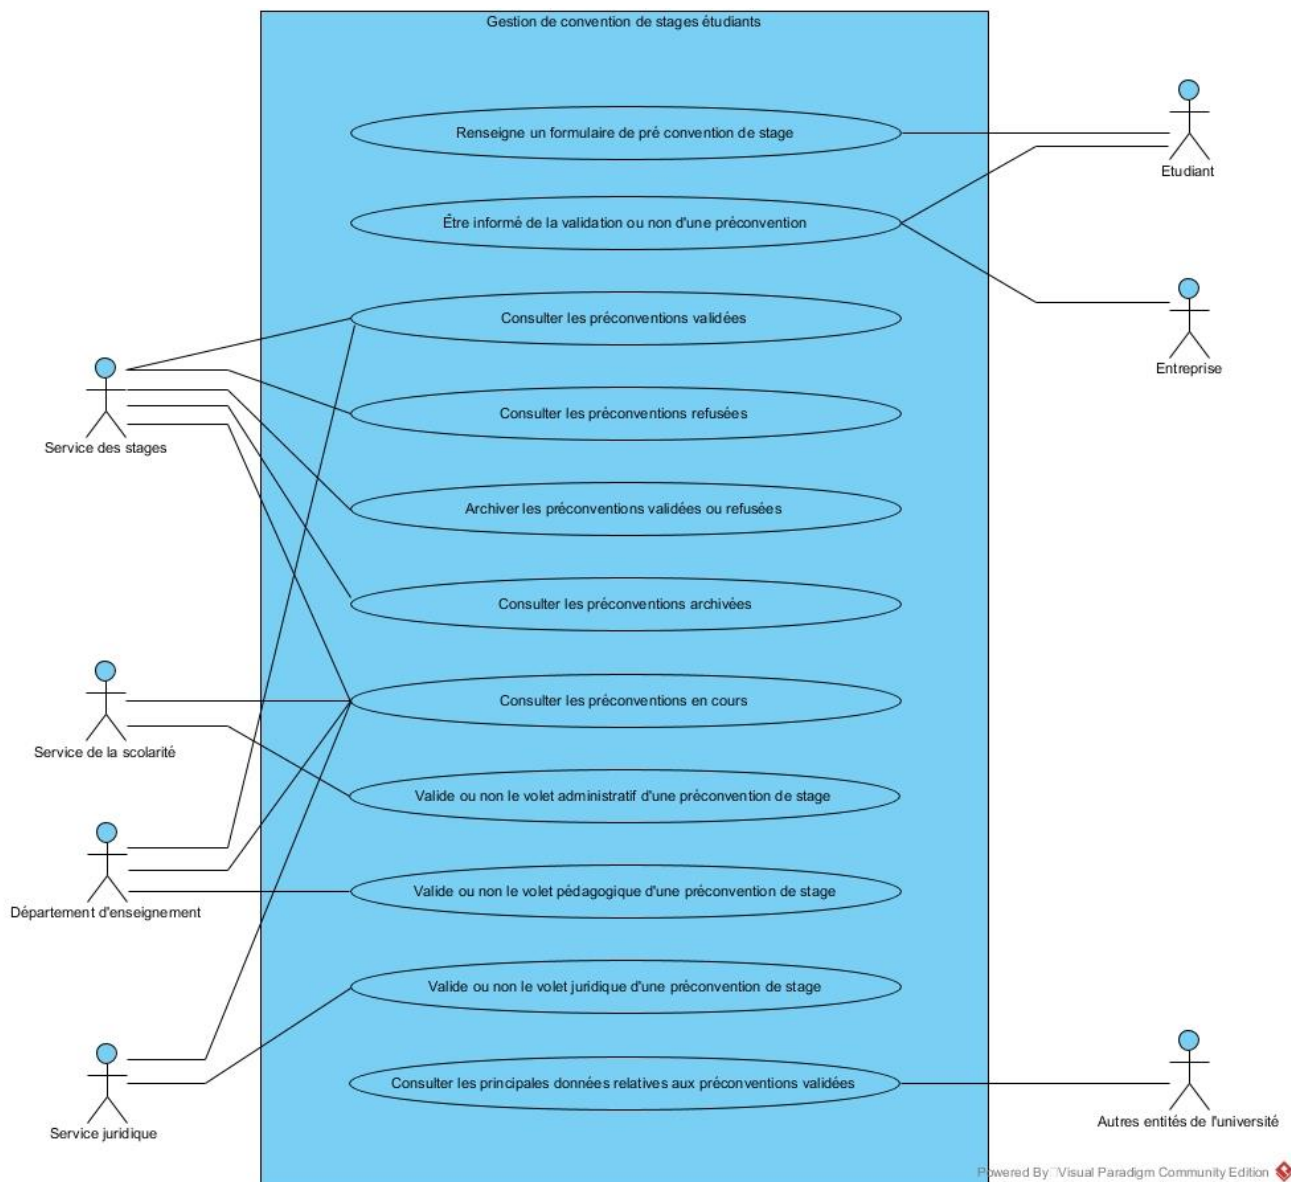 Gestion de convention de stages étudiants
Renseigne un formulaire de pré convention de stage
Etudiant
Être informé de la validation ou non d'une préconvention
Consulter les préconventions validées
Entreprise
Consulter les préconventions refusées
Service des stages
Archiver les préconventions validées ou refusées
Consulter les préconventions archivées
Consulter les préconventions en cours
Service de la scolarité
Valide ou non le volet administratif d'une préconvention de stage
Valide ou non le volet pédagogique d'une préconvention de stage
Département d'enseignement
Valide ou non le volet juridique d'une préconvention de stage
Consulter les principales données relatives aux préconventions validées
Autres entités de l'université
Service juridique
Powered By Visual Paradigm Community Edition